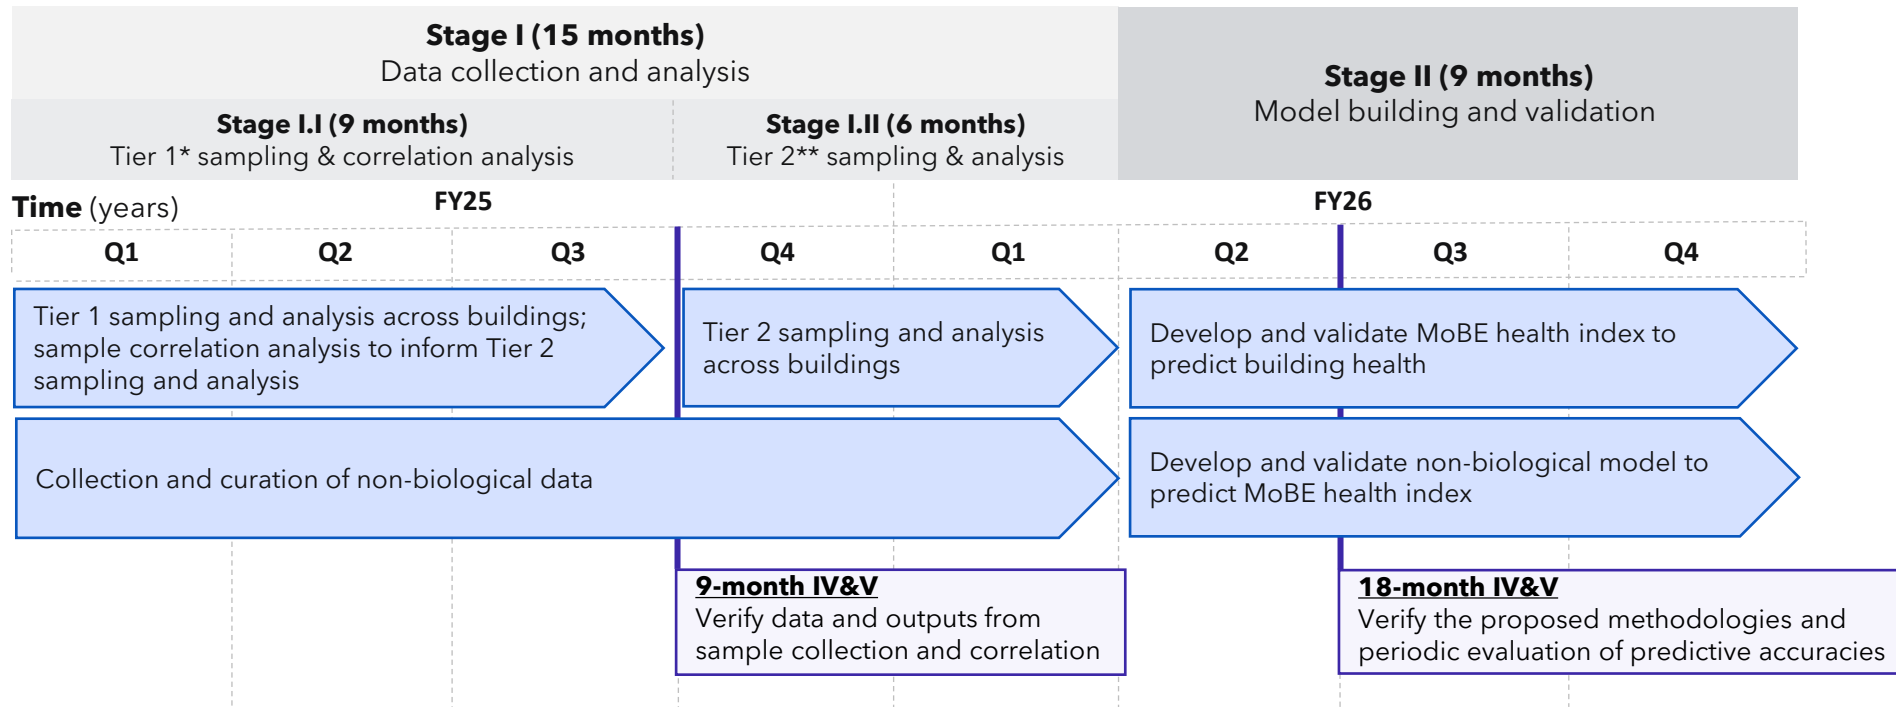 Stage I (15 months)
Data collection and analysis
Stage II (9 months)
Model building and validation
Stage I.I (9 months)
Tier 1* sampling & correlation analysis
Stage I.II (6 months)
Tier 2** sampling & analysis
Time (years)
FY25
FY26
Q1
Q2
Q3
Q4
Q1
Q2
Q3
Q4
Tier 1 sampling and analysis across buildings;
sample correlation analysis to inform Tier 2
sampling and analysis
Tier 2 sampling and analysis
across buildings
Develop and validate MoBE health index to
predict building health
Collection and curation of non-biological data
Develop and validate non-biological model to
predict MoBE health index
9-month IV&V
Verify data and outputs from
sample collection and correlation
18-month IV&V
Verify the proposed methodologies and
periodic evaluation of predictive accuracies